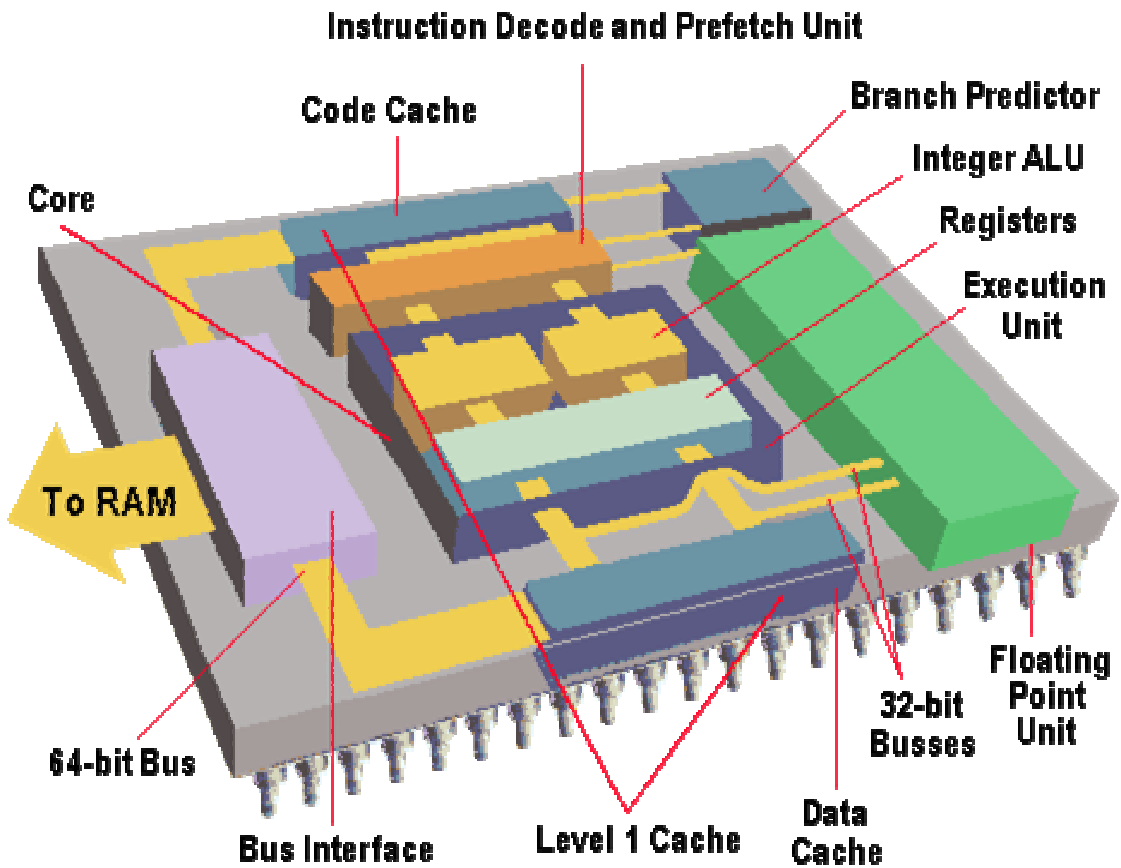 Instruction Decode and Prefetch Unit
Code Cache
Branch Predictor
Integer ALU
Core
Registers
Execution
Unit
To RAM
64-bit Bus
Bus Interface
Level 1 Cache
Data
Cache
32-bit
Busses
Floating
Point
Unit